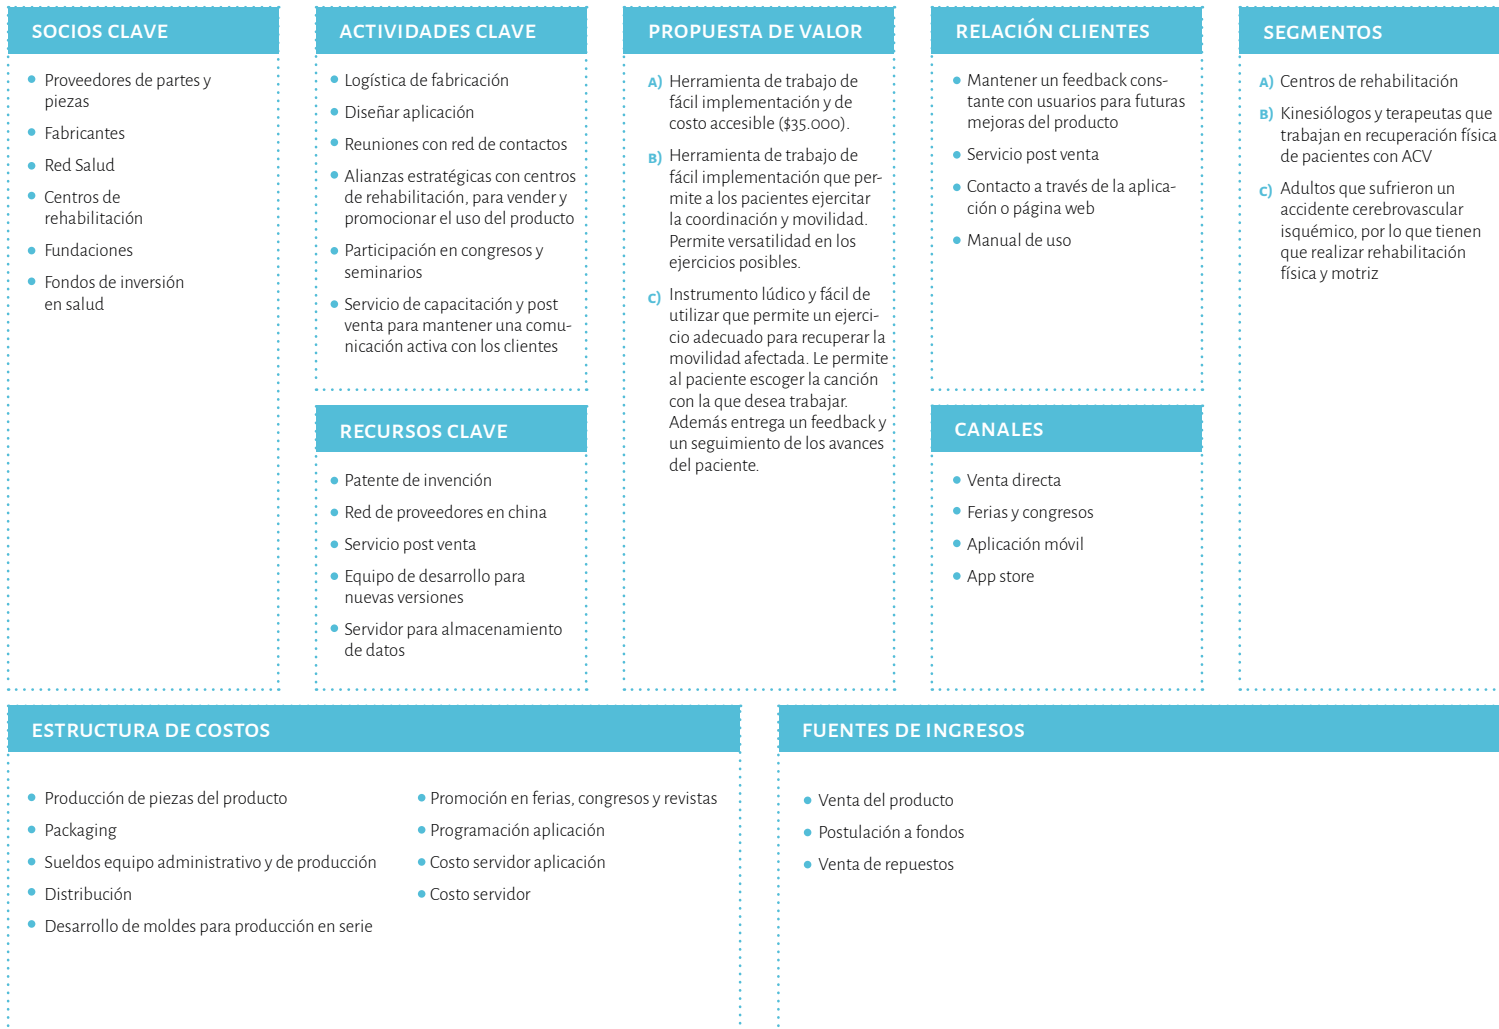 SOCIOS CLAVE
Proveedores de partes y
piezas
Fabricantes
Red Salud
Centros de
rehabilitación
Fundaciones
Fondos de inversión
en salud
ACTIVIDADES CLAVE
Logística de fabricación
Diseñar aplicación
Reuniones con red de contactos
Alianzas estratégicas con centros
de rehabilitación, para vender y
promocionar el uso del producto
Participación en congresos y
seminarios
Servicio de capacitación y post
venta para mantener una comu-
nicación activa con los clientes
RECURSOS CLAVE
Patente de invención
Red de proveedores en china
Servicio post venta
Equipo de desarrollo para
nuevas versiones
Servidor para almacenamiento
de datos
PROPUESTA DE VALOR
A) Herramienta de trabajo de
fácil implementación y de
costo accesible ($35.000).
B) Herramienta de trabajo de
fácil implementación que per-
mite a los pacientes ejercitar
la coordinación y movilidad.
Permite versatilidad en los
ejercicios posibles.
C) Instrumento lúdico y fácil de
utilizar que permite un ejerci-
cio adecuado para recuperar la
movilidad afectada. Le permite
al paciente escoger la canción
con la que desea trabajar.
Además entrega un feedback y
un seguimiento de los avances
del paciente.
RELACIÓN CLIENTES
Mantener un feedback cons-
tante con usuarios para futuras
mejoras del producto
Servicio post venta
Contacto a través de la aplica-
ción o página web
Manual de uso
CANALES
Venta directa
Ferias y congresos
Aplicación móvil
App store
SEGMENTOS
A) Centros de rehabilitación
B) Kinesiólogos y terapeutas que
trabajan en recuperación física
de pacientes con ACV
C) Adultos que sufrieron un
accidente cerebrovascular
isquémico, por lo que tienen
que realizar rehabilitación
física y motriz
ESTRUCTURA DE COSTOS
Producción de piezas del producto
Packaging
Sueldos equipo administrativo y de producción
Distribución
Desarrollo de moldes para producción en serie
Promoción en ferias, congresos y revistas
Programación aplicación
Costo servidor aplicación
Costo servidor
FUENTES DE INGRESOS
Venta del producto
Postulación a fondos
Venta de repuestos